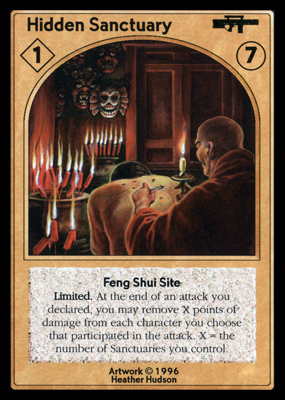 Hidden Sanctuary
1
7
Feng Shui Site
Limited. At the end of an attack you
declared, you may remove X points of
damage from each character you choose
that participated in the attack. X = the
number of Sanctuaries you control.
Artwork © 1996
Heather Hudson